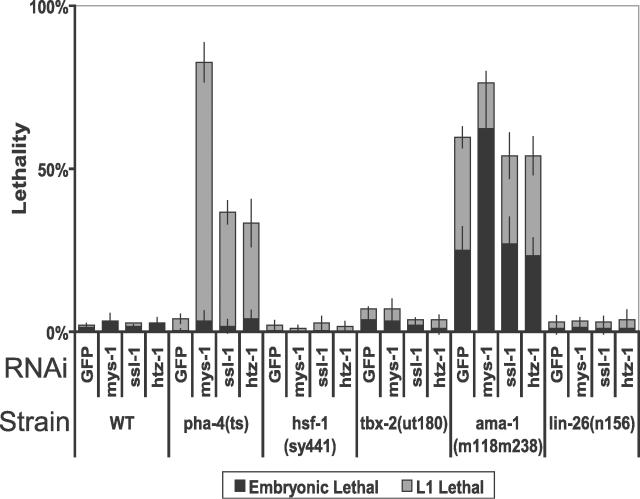 100%
Lethality
50%
0%
RNAi
GFP
mys-1
ssl-1
htz-1
GFP
mys-1
ssl-1
htz-1
GFP
mys-1
ssl-1
htz-1
GFP
mys-1
ssl-1
htz-1
GFP
mys-1
ssl-1
htz-1
GFP
mys-1
ssl-1
htz-1
Strain
WT
pha-4(ts)
hsf-1
(sy441)
tbx-2(ut180)
ama-1
(m118m238)
lin-26(n156)
Embryonic Lethal
L1 Lethal